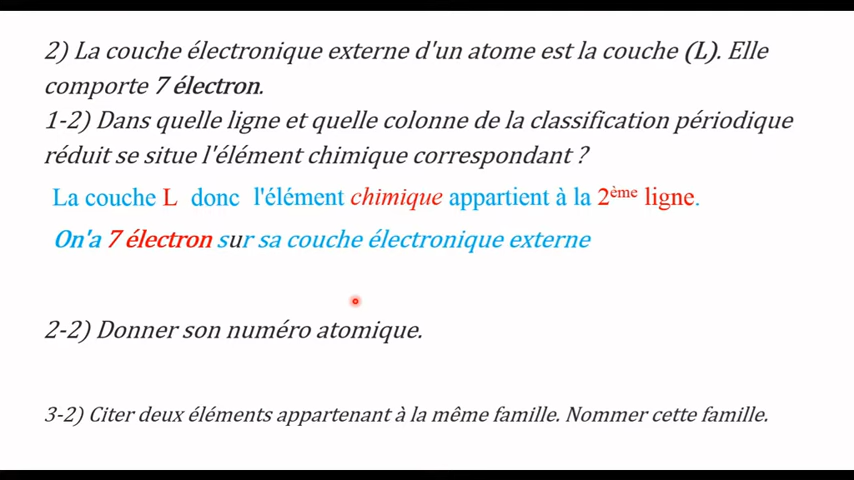 2) La couche électronique externe d'un atome est la couche (L). Elle
comporte 7 électron.
1-2) Dans quelle ligne et quelle colonne de la classification périodique
réduit se situe l'élément chimique correspondant ?
La couche L donc l'élément chimique appartient à la 2ème ligne.
On'a 7 électron sur sa couche électronique externe
2-2) Donner son numéro atomique.
3-2) Citer deux éléments appartenant à la même famille. Nommer cette famille.